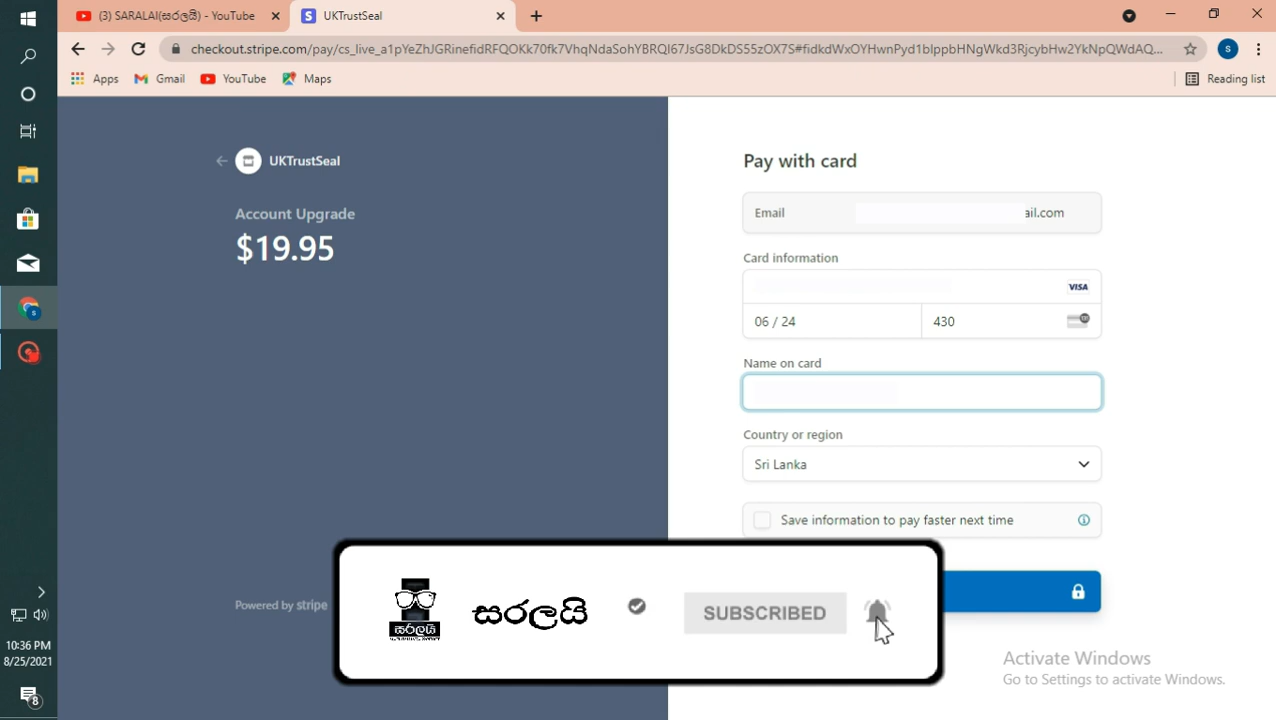 (3) SARALAI(සරලයි) - YouTube
UKTrustSeal
checkout.stripe.com/pay/cs_live_a1pYeZhJGRinefidRFQOKk70fk7VhqNdaSohYBRQI67JsG8DkDS55zOX7S#fidkdWxOYHwnPyd1blppbHNgWkd3RjcybHw2YkNpQWdAQ...
S
Apps
Gmail
YouTube
Maps
Reading list
UKTrustSeal
Account Upgrade
$19.95
Pay with card
Email
ail.com
Card information
VISA
06 / 24
430
Name on card
Country or region
Sri Lanka
Save information to pay faster next time
සරලයි
සරලයි
SUBSCRIBED
Powered by stripe
Activate Windows
Go to Settings to activate Windows.
10:36 PM
8/25/2021
8